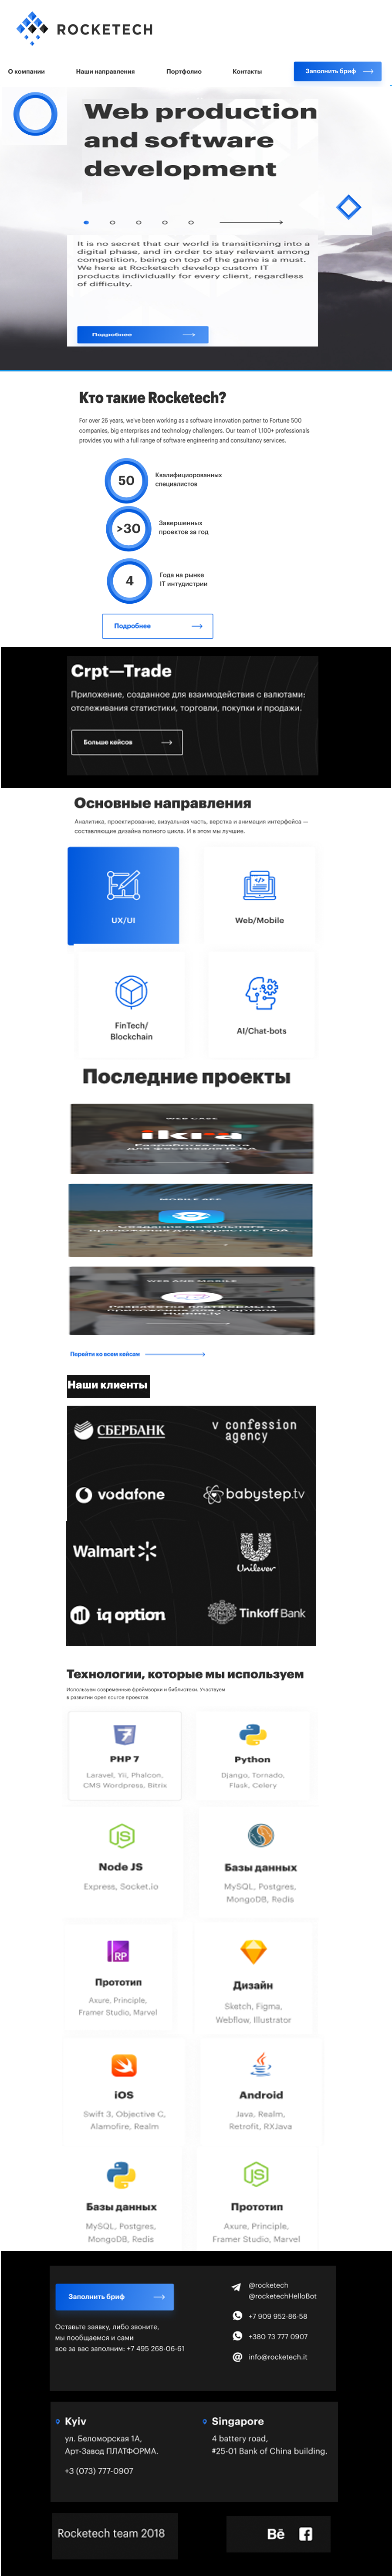 ROCKETECH
О компании
Наши направления
Портфолио
Контакты
Заполнить бриф
Web production
and software
development
It is no secret that our world is transitioning into a
digital phase, and in order to stay relevant among
competition, being on top of the game is a must.
We here at Rocketech develop custom IT
products individually for every client, regardless
of difficulty.
Подробнее
Кто такие Rocketech?
For over 26 years, we've been working as a software innovation partner to Fortune 500
companies, big enterprises and technology challengers. Our team of 1,100+ professionals
provides you with a full range of software engineering and consultancy services.
50
Квалифициорованных
специалистов
>30
Завершенных
проектов за год
4
Года на рынке
IT интудистрии
Подробнее
Crpt—Trade
Приложение, созданное для взаимодействия с валютами:
отслеживания статистики, торговли, покупки и продажи.
Больше кейсов
Основные направления
Аналитика, проектирование, визуальная часть, верстка и анимация интерфейса —
составляющие дизайна полного цикла. И в этом мы лучшие.
UX/UI
Web/Mobile
FinTech/
Blockchain
AI/Chat-bots
Последние проекты
WEB CASE
ikra
Разработка сайта
для фестиваля IKRA
MOBILE APP
Создание мобильного
приложения для туристов ГОА
WEB AND MOBILE
Разработка платформы и
приложения для стартапа
Перейти ко всем кейсам
Наши клиенты
СБЕРБАНК
v confession
agency
vodafone
babystep.tv
Walmart
Unilever
iq option
Tinkoff Bank
Технологии, которые мы используем
Используем современные фреймворки и библиотеки. Участвуем
в развитии open source проектов
PHP 7
Laravel, Yii, Phalcon,
CMS Wordpress, Bitrix
Python
Django, Tornado,
Flask, Celery
Node JS
Express, Socket.io
Базы данных
MySQL, Postgres,
MongoDB, Redis
RP
Прототип
Axure, Principle,
Framer Studio, Marvel
Дизайн
Sketch, Figma,
Webflow, Illustrator
iOS
Swift 3, Objective C,
Alamofire, Realm
Android
Java, Realm,
Retrofit, RXJava
Базы данных
MySQL, Postgres,
MongoDB, Redis
Прототип
Axure, Principle,
Framer Studio, Marvel
Заполнить бриф
Оставьте заявку, либо звоните,
мы пообщаемся и сами
все за вас заполним: +7 495 268-06-61
@rocketech
@rocketechHelloBot
+7 909 952-86-58
+380 73 777 0907
info@rocketech.it
Kyiv
ул. Беломорская 1А,
Арт-Завод ПЛАТФОРМА.
+3 (073) 777-0907
Singapore
4 battery road,
#25-01 Bank of China building.
Rocketech team 2018
Bē